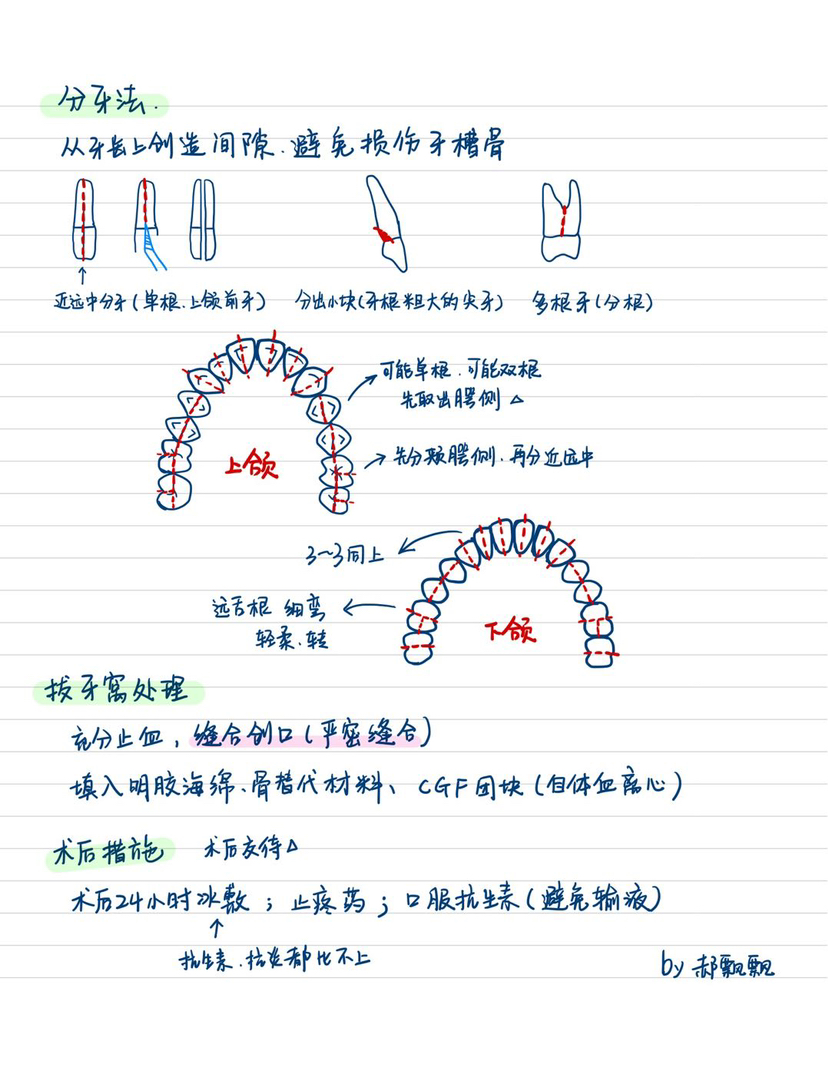 分牙法.
从牙齿上创造间隙.避免损伤牙槽骨
近远中分牙(单根.上颌前牙)
分出小块(牙根粗大的尖牙)
多根牙(分根)
可能单根.可能双根
先取出腭侧 △
上颌
先分颊腭侧.再分近远中
3~3同上
远舌根 细弯
轻柔.转
下颌
拔牙窝处理
充分止血,缝合创口(严密缝合)
填入明胶海绵、骨替代材料、CGF团块(自体血离心)
术后措施 术后交待△
术后24小时冰敷;止疼药;口服抗生素(避免输液)
↑
抗生素.抗炎都比不上
by 郝飘飘